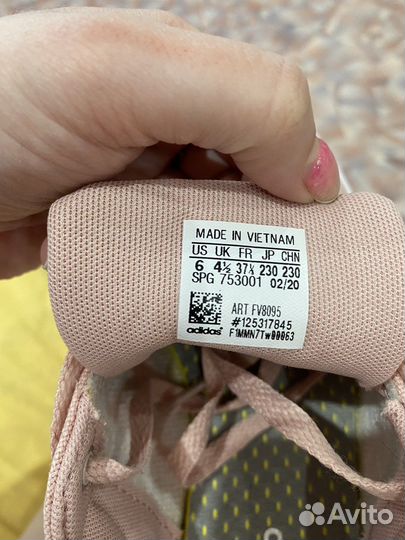 MADE IN VIETNAM
US UK FR JP CHN
6 4½ 37⅓ 230 230
SPG 753001 02/20
ART FV8095
#125317845
adidas F1MMN7Tw00063
Avito